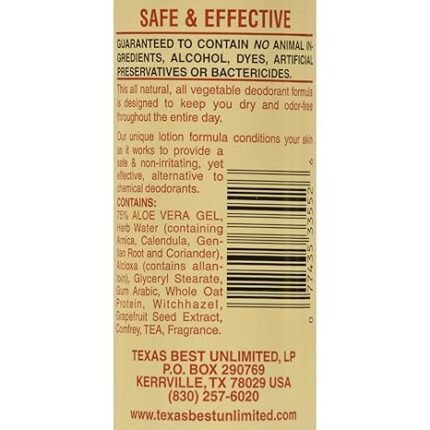 SAFE & EFFECTIVE
GUARANTEED TO CONTAIN NO ANIMAL IN-
GREDIENTS, ALCOHOL, DYES, ARTIFICIAL
PRESERVATIVES OR BACTERICIDES.
This all natural, all vegetable deodorant formula
is designed to keep you dry and odor-free
throughout the entire day.
Our unique lotion formula conditions your skin
as it works to provide a
safe & non-irritating, yet
effective, alternative to
chemical deodorants.
CONTAINS:
75% ALOE VERA GEL,
Herb Water (containing
Arnica, Calendula, Gen-
tian Root and Coriander),
Alcloxa (contains allan-
toin), Glyceryl Stearate,
Gum Arabic, Whole Oat
Protein, Witchhazel,
Grapefruit Seed Extract,
Comfrey, TEA, Fragrance.
0 77435 33552 6
TEXAS BEST UNLIMITED, LP
P.O. BOX 290769
KERRVILLE, TX 78029 USA
(830) 257-6020
www.texasbestunlimited.com